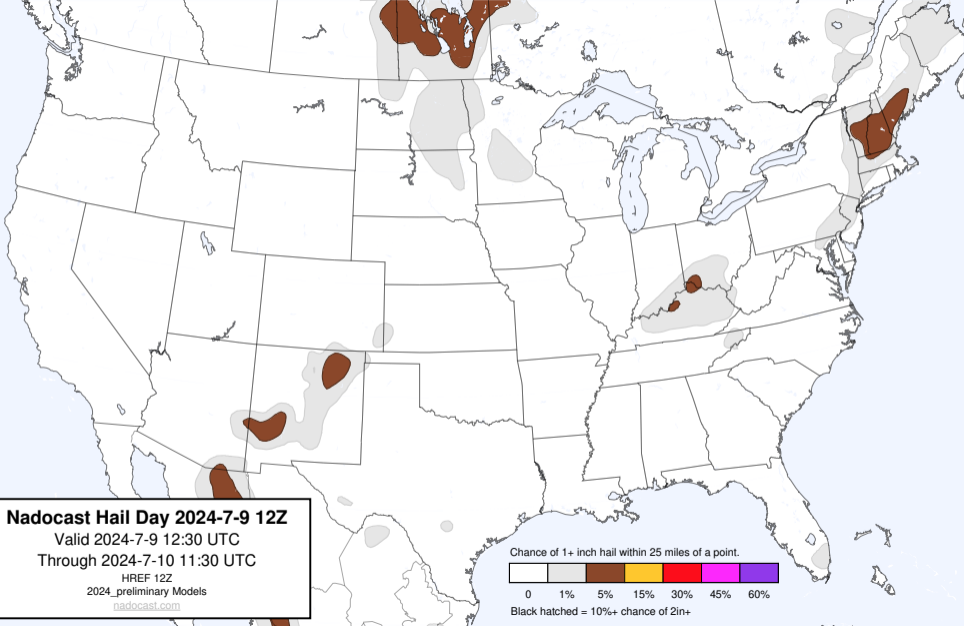 Nadocast Hail Day 2024-7-9 12Z
Valid 2024-7-9 12:30 UTC
Through 2024-7-10 11:30 UTC
HREF 12Z
2024_preliminary Models
nadocast.com
Chance of 1+ inch hail within 25 miles of a point.
0 1% 5% 15% 30% 45% 60%
Black hatched = 10%+ chance of 2in+